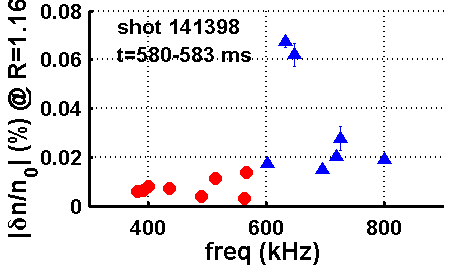 |δn/n0| (%) @ R=1.16
0.08
0.06
0.04
0.02
0
shot 141398
t=580-583 ms
400
600
800
freq (kHz)